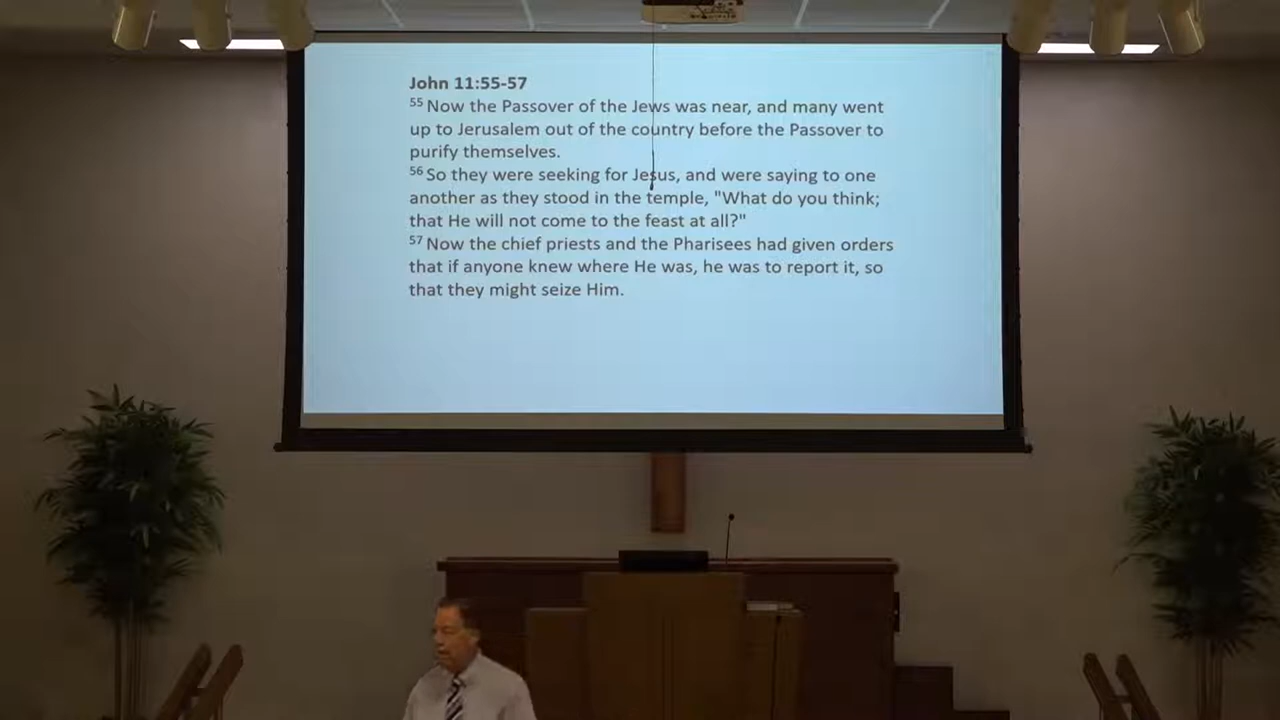 John 11:55-57
55 Now the Passover of the Jews was near, and many went
up to Jerusalem out of the country before the Passover to
purify themselves.
56 So they were seeking for Jesus, and were saying to one
another as they stood in the temple, "What do you think;
that He will not come to the feast at all?"
57 Now the chief priests and the Pharisees had given orders
that if anyone knew where He was, he was to report it, so
that they might seize Him.